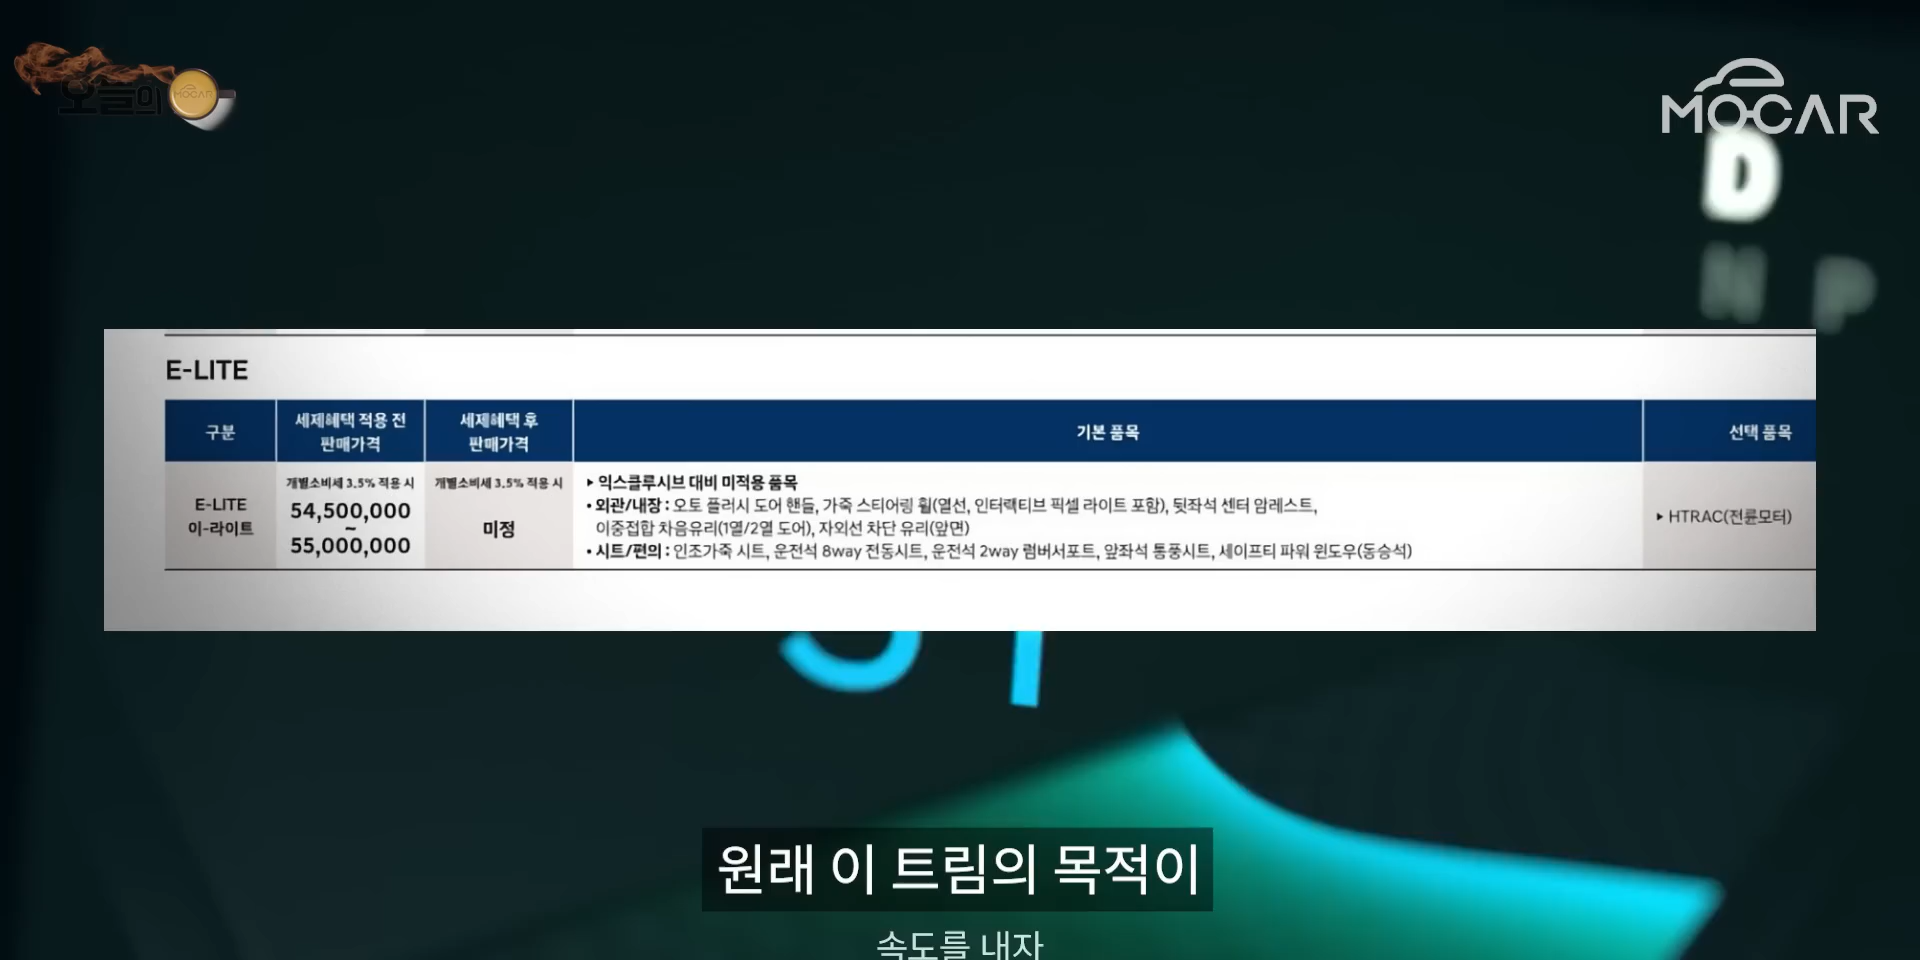 오늘의
MOCAR
MOCAR
D
N
P
E-LITE
구분
세제혜택 적용 전
판매가격
세제혜택 후
판매가격
기본 품목
선택 품목
E-LITE
이-라이트
개별소비세 3.5% 적용 시
54,500,000
~
55,000,000
개별소비세 3.5% 적용 시
미정
▸ 익스클루시브 대비 미적용 품목
• 외관/내장 : 오토 플러시 도어 핸들, 가죽 스티어링 휠(열선, 인터랙티브 픽셀 라이트 포함), 뒷좌석 센터 암레스트,
이중접합 차음유리(1열/2열 도어), 자외선 차단 유리(앞면)
• 시트/편의 : 인조가죽 시트, 운전석 8way 전동시트, 운전석 2way 럼버서포트, 앞좌석 통풍시트, 세이프티 파워 윈도우(동승석)
▸ HTRAC(전륜모터)
원래 이 트림의 목적이
속도를 내자